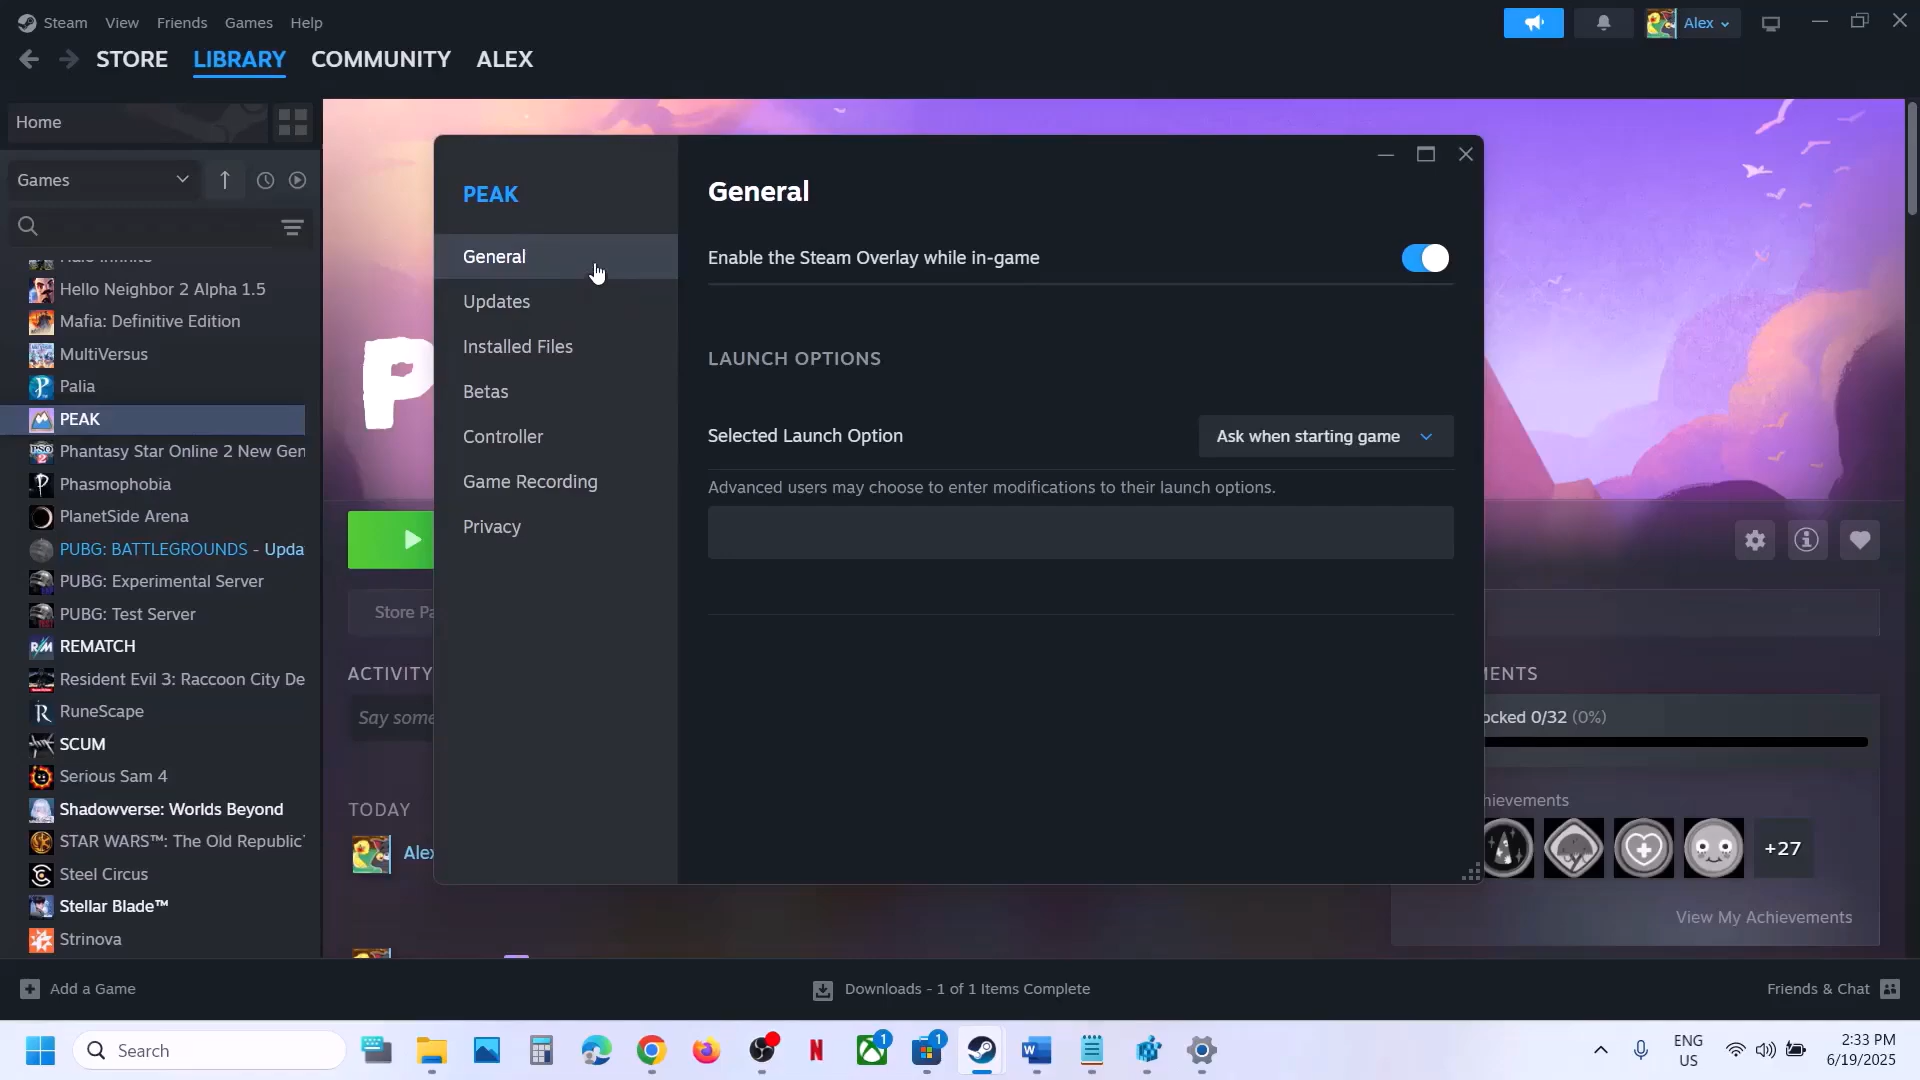 Steam View Friends Games Help
Alex
STORE LIBRARY COMMUNITY ALEX
Home
Games
Hello Neighbor 2 Alpha 1.5
Mafia: Definitive Edition
MultiVersus
Palia
PEAK
Phantasy Star Online 2 New Gen
Phasmophobia
PlanetSide Arena
PUBG: BATTLEGROUNDS - Upda
PUBG: Experimental Server
PUBG: Test Server
REMATCH
Resident Evil 3: Raccoon City De
RuneScape
SCUM
Serious Sam 4
Shadowverse: Worlds Beyond
STAR WARS™: The Old Republic
Steel Circus
Stellar Blade™
Strinova
PEAK
General
Updates
Installed Files
Betas
Controller
Game Recording
Privacy
General
Enable the Steam Overlay while in-game
LAUNCH OPTIONS
Selected Launch Option
Ask when starting game
Advanced users may choose to enter modifications to their launch options.
P
Store Pa
ACTIVITY
Say some
TODAY
Alex
MENTS
ocked 0/32 (0%)
hievements
+27
View My Achievements
Add a Game
Downloads - 1 of 1 Items Complete
Friends & Chat
Search
1
1
ENG
US
2:33 PM
6/19/2025